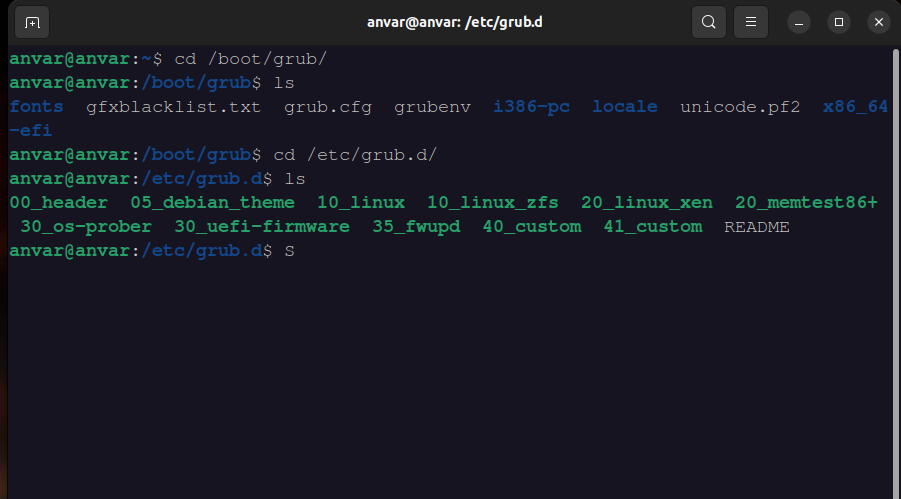 anvar@anvar: /etc/grub.d
anvar@anvar:~$ cd /boot/grub/
anvar@anvar:/boot/grub$ ls
fonts  gfxblacklist.txt  grub.cfg  grubenv  i386-pc  locale  unicode.pf2  x86_64
-efi
anvar@anvar:/boot/grub$ cd /etc/grub.d/
anvar@anvar:/etc/grub.d$ ls
00_header  05_debian_theme  10_linux  10_linux_zfs  20_linux_xen  20_memtest86+
 30_os-prober  30_uefi-firmware  35_fwupd  40_custom  41_custom  README
anvar@anvar:/etc/grub.d$ S